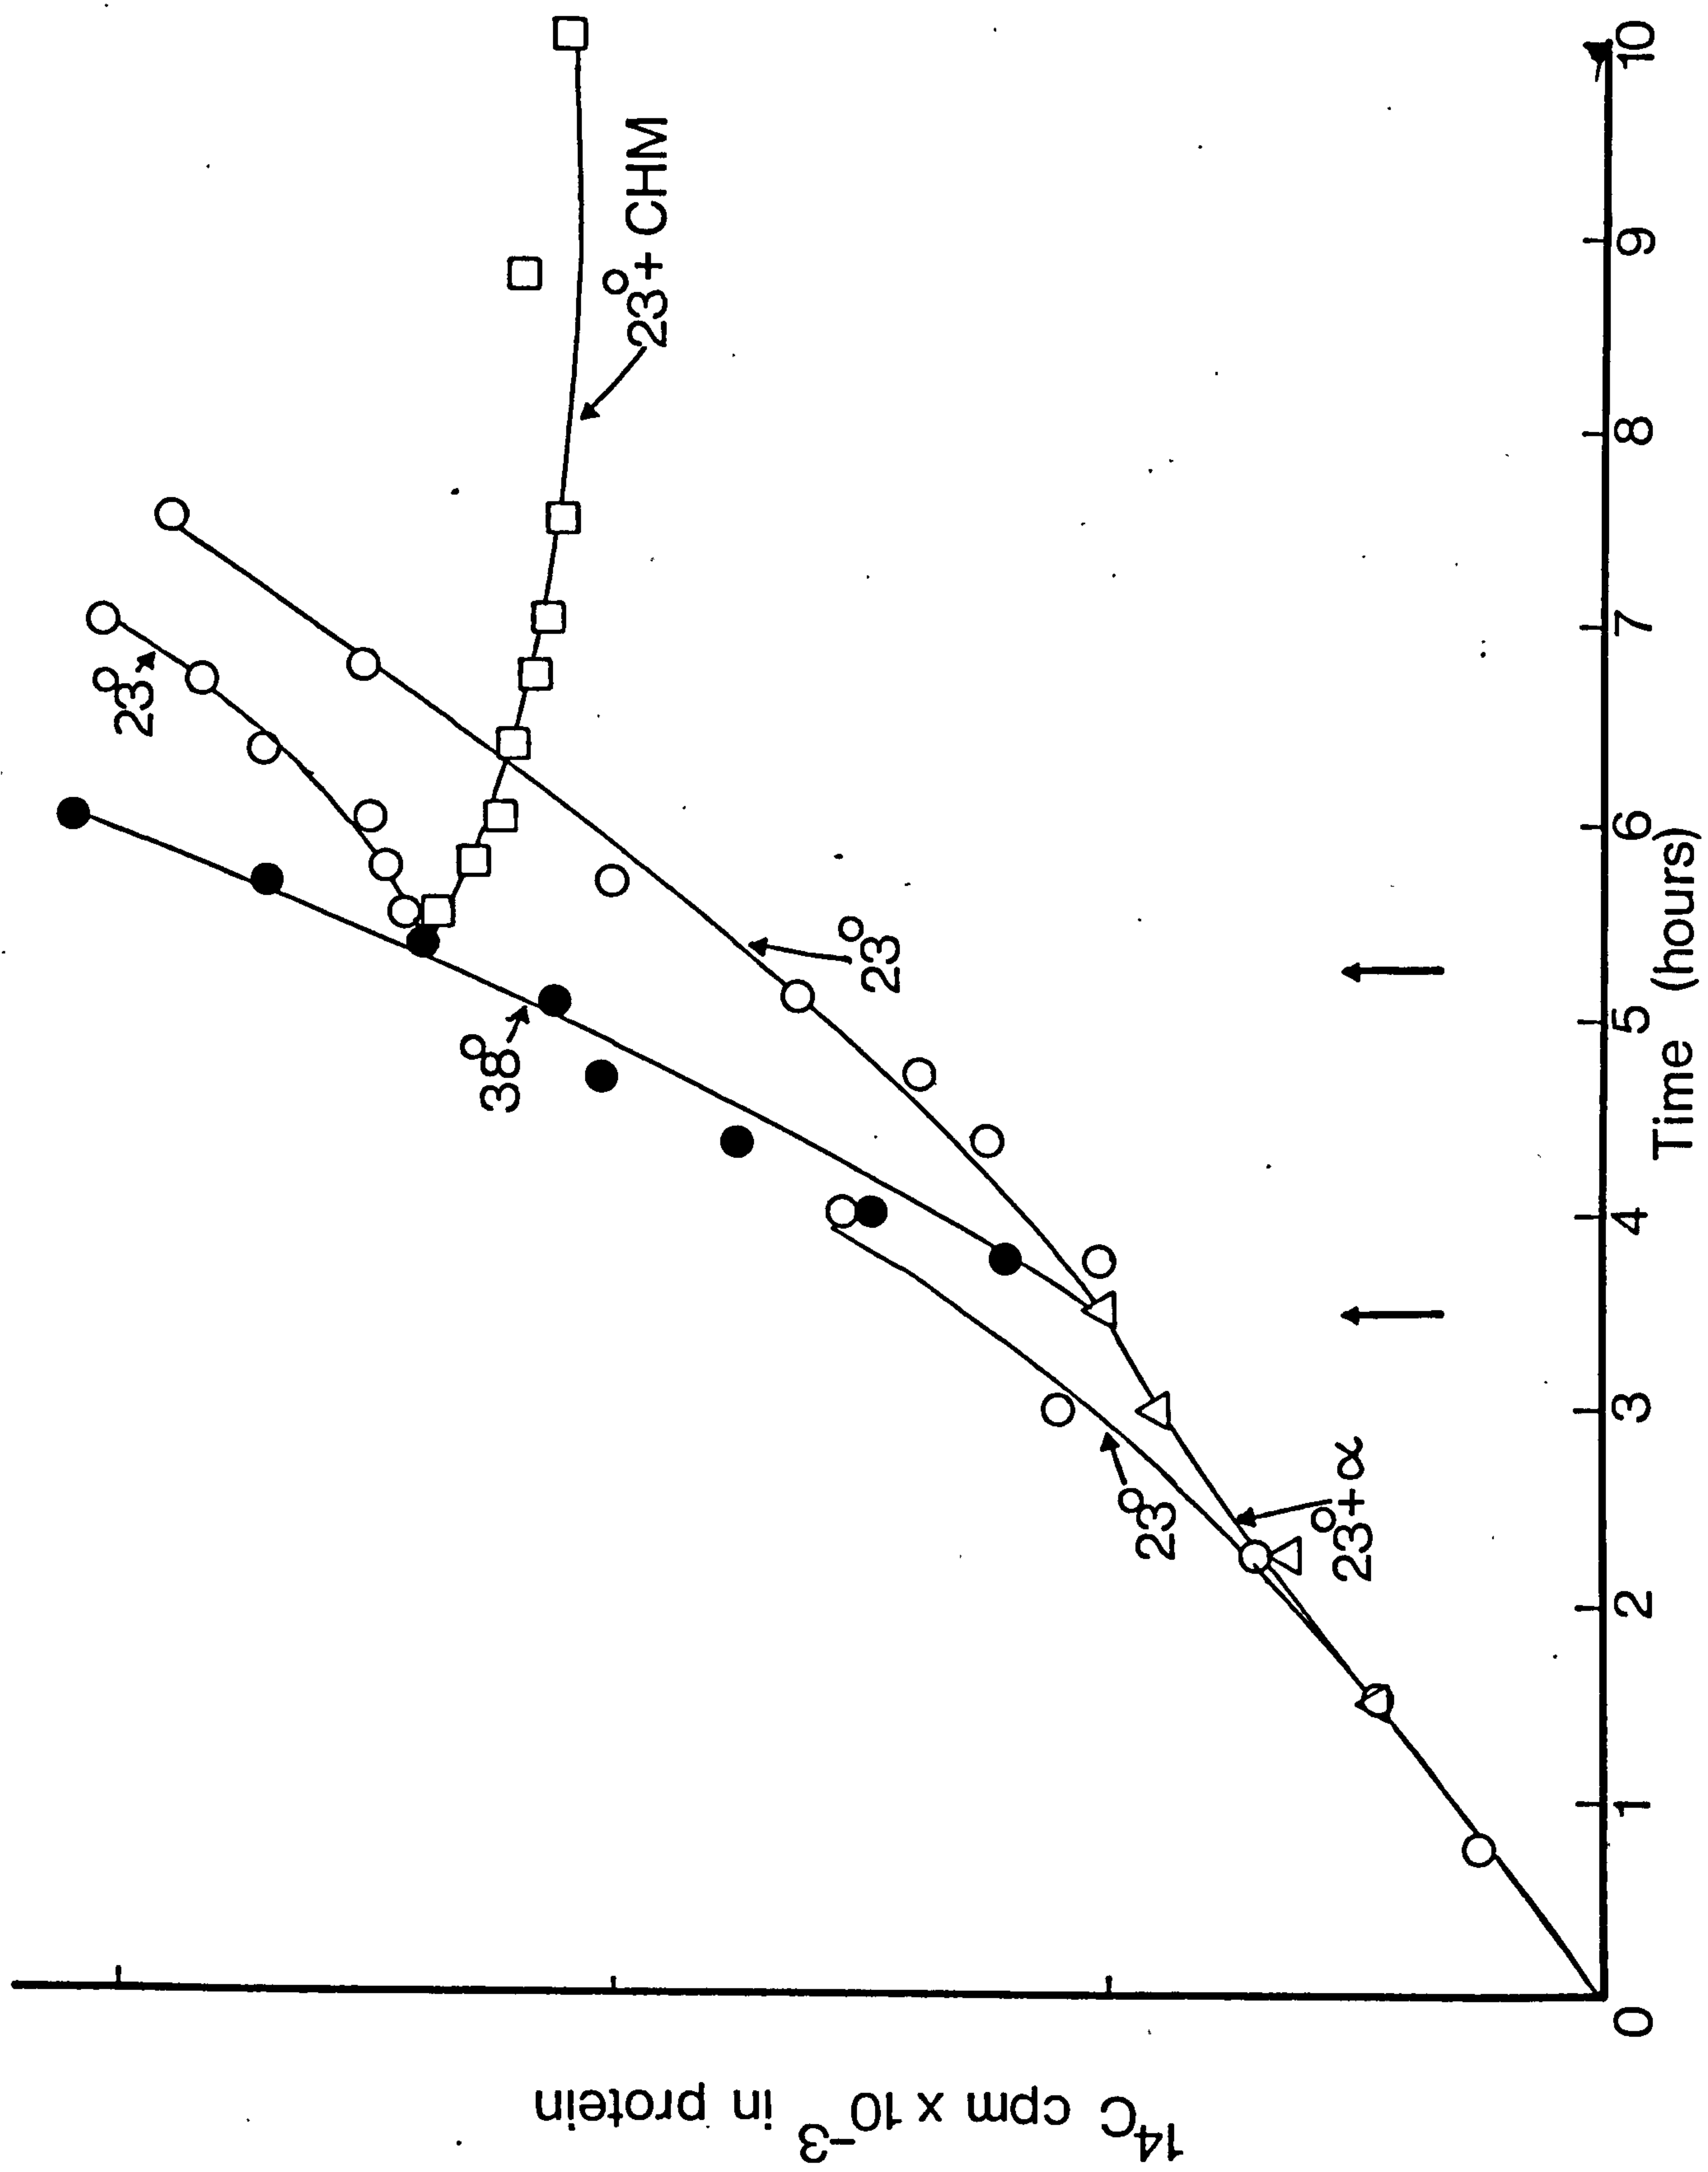 ¹⁴C cpm x 10⁻³ in protein
23°
38°
23°
23°
23°+ α
23°+ CHM
0 1 2 3 4 5 6 7 8 9 10
Time (hours)